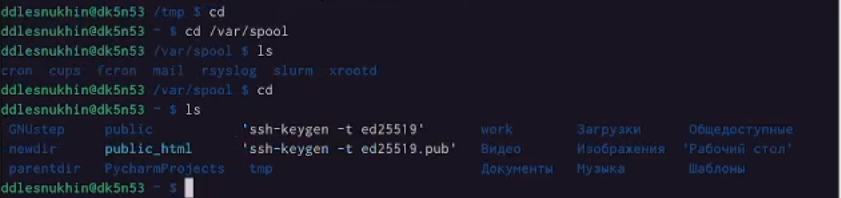 ddlesnukhin@dk5n53 /tmp $ cd
ddlesnukhin@dk5n53 ~ $ cd /var/spool
ddlesnukhin@dk5n53 /var/spool $ ls
cron cups fcron mail rsyslog slurm xrootd
ddlesnukhin@dk5n53 /var/spool $ cd
ddlesnukhin@dk5n53 ~ $ ls
GNUstep public 'ssh-keygen -t ed25519' work Загрузки Общедоступные
newdir public_html 'ssh-keygen -t ed25519.pub' Видео Изображения 'Рабочий стол'
parentdir PycharmProjects tmp Документы Музыка Шаблоны
ddlesnukhin@dk5n53 ~ $